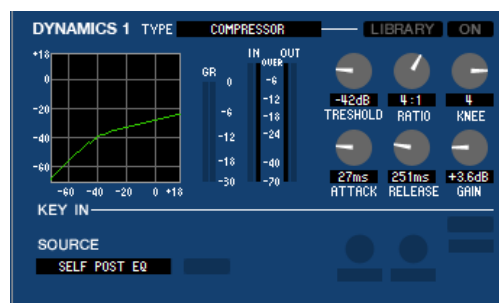 DYNAMICS 1 TYPE COMPRESSOR LIBRARY ON
+18
0
-20
-40
-60
-60 -40 -20 0 +18
GR
0
-6
-12
-18
-30
IN OUT
OVER
-6
-12
-18
-24
-40
-70
-42dB 4:1 4
TRESHOLD RATIO KNEE
27ms 251ms +3.6dB
ATTACK RELEASE GAIN
KEY IN
SOURCE
SELF POST EQ